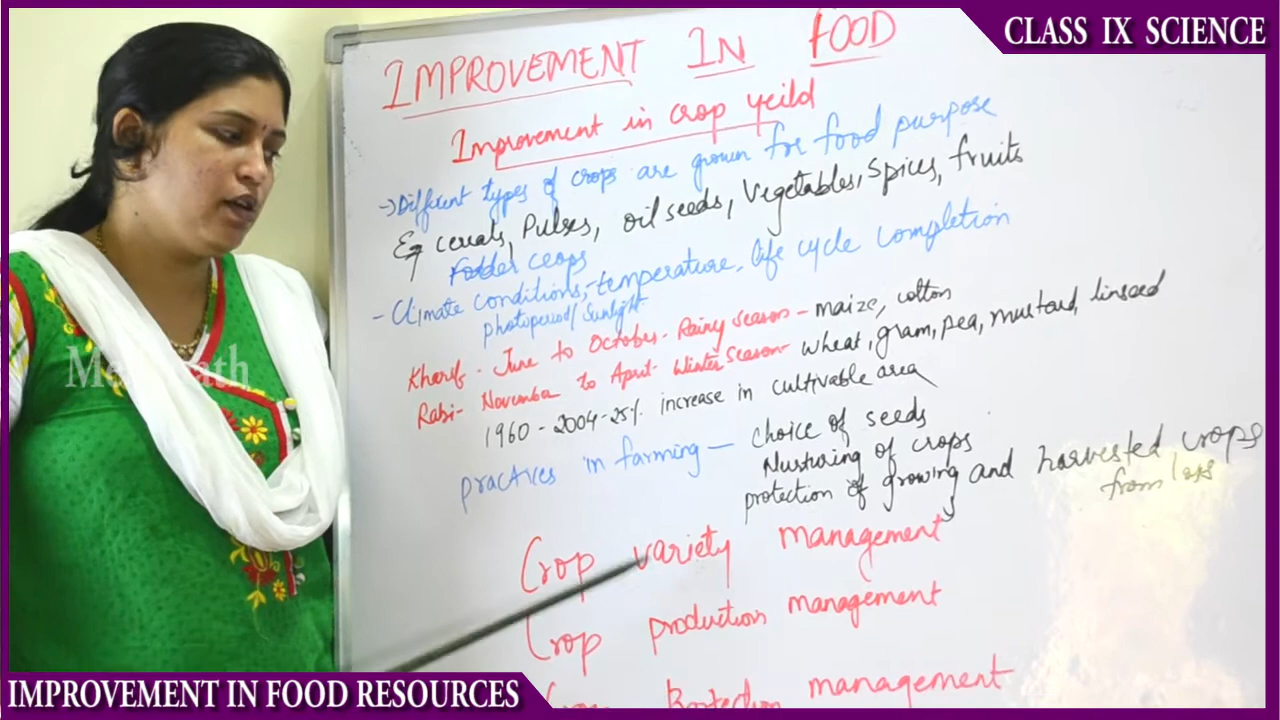 CLASS IX SCIENCE
IMPROVEMENT IN FOOD
Improvement in crop yeild
→Different types of crops are grown for food purpose
Eg cereals, Pulses, oil seeds, Vegetables, Spices, fruits
Fodder crops
- Climate conditions, temperature, life cycle completion
photoperiod/Sunlight
Kharif - June to October - Rainy Season - maize, cotton
Rabi - November to April - Winter Season - wheat, gram, pea, mustard, linseed
1960 - 2004 - 25% increase in cultivable area
practices in farming — choice of seeds
Nurturing of crops
protection of growing and harvested crops
from loss
Crop variety management
Crop production management
Protection management
IMPROVEMENT IN FOOD RESOURCES